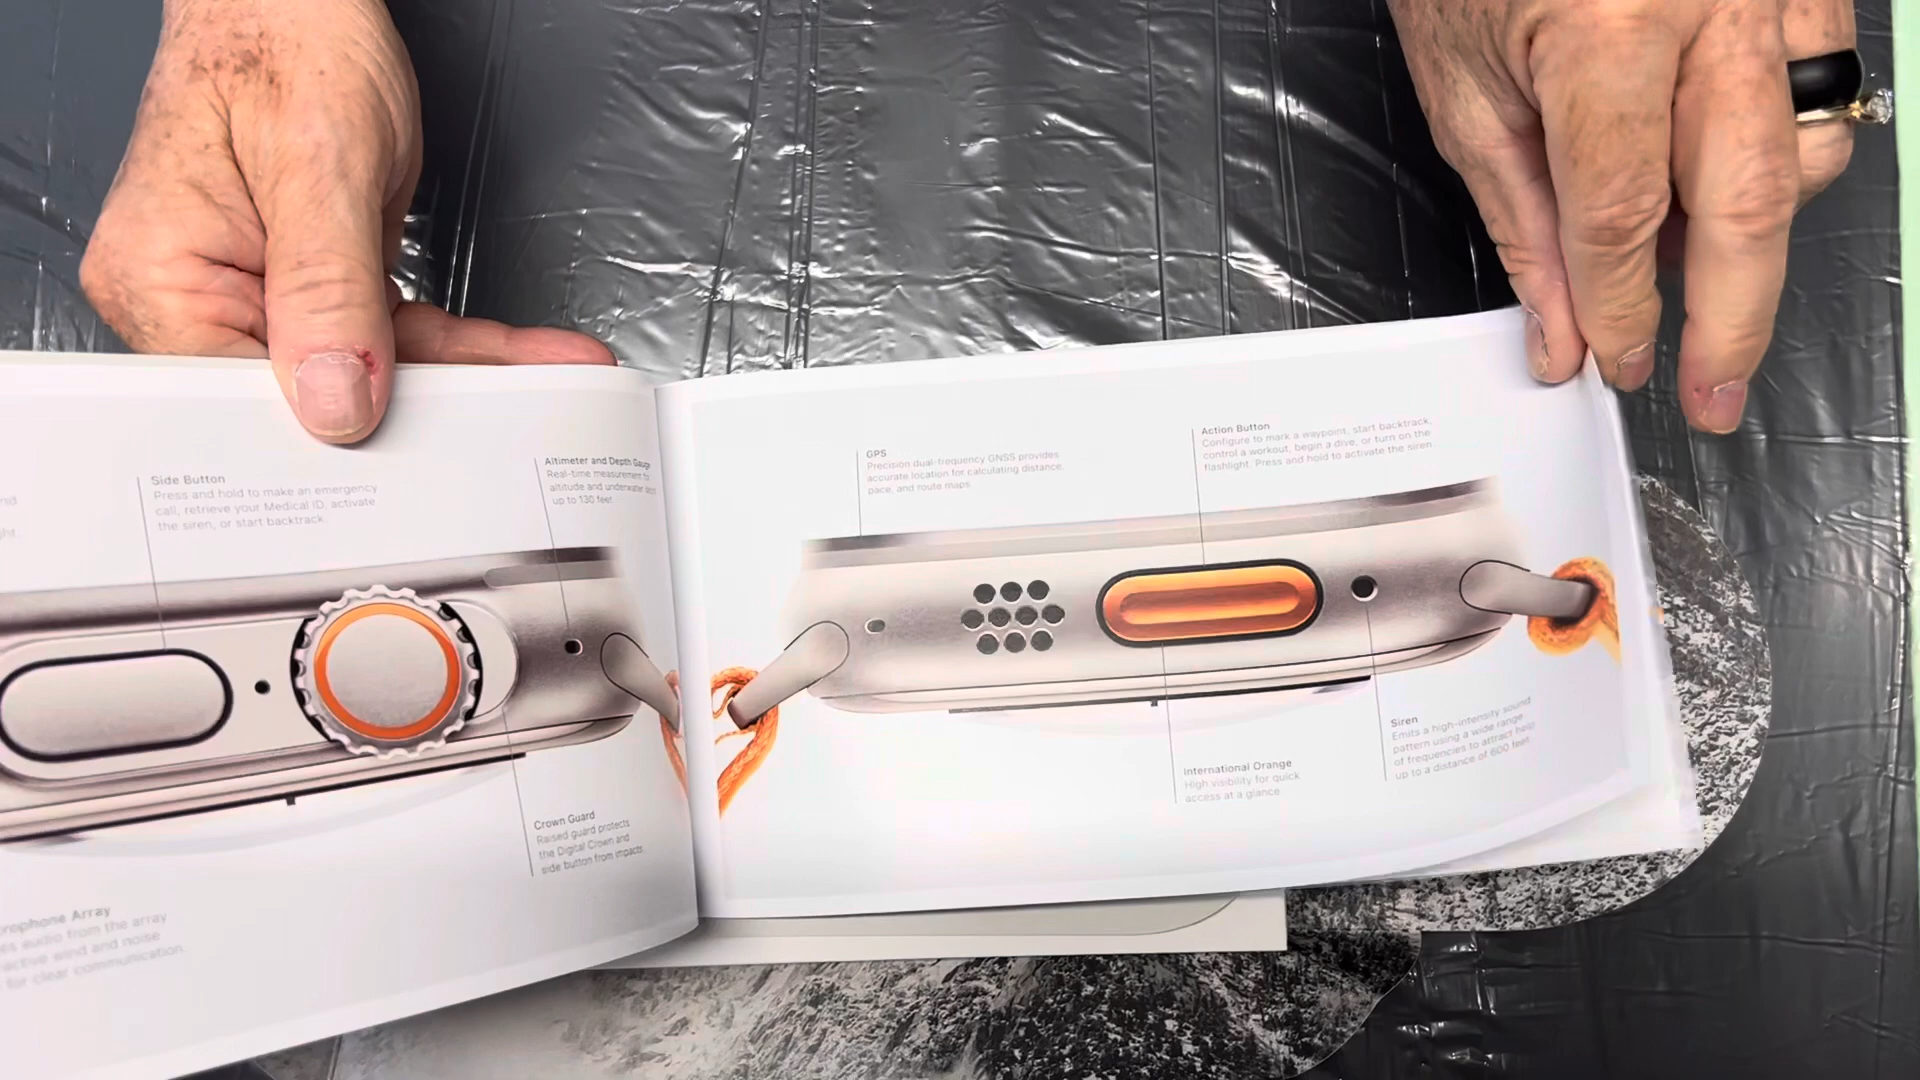 Side Button
Press and hold to make an emergency
call, retrieve your Medical ID, activate
the siren, or start backtrack.
Altimeter and Depth Gauge
Real-time measurement for
altitude and underwater depth
up to 130 feet.
Crown Guard
Raised guard protects
the Digital Crown and
side button from impacts.
rophone Array
es audio from the array
active wind and noise
for clear communication.
GPS
Precision dual-frequency GNSS provides
accurate location for calculating distance,
pace, and route maps.
Action Button
Configure to mark a waypoint, start backtrack,
control a workout, begin a dive, or turn on the
flashlight. Press and hold to activate the siren.
International Orange
High visibility for quick
access at a glance.
Siren
Emits a high-intensity sound
pattern using a wide range
of frequencies to attract help
up to a distance of 600 feet.